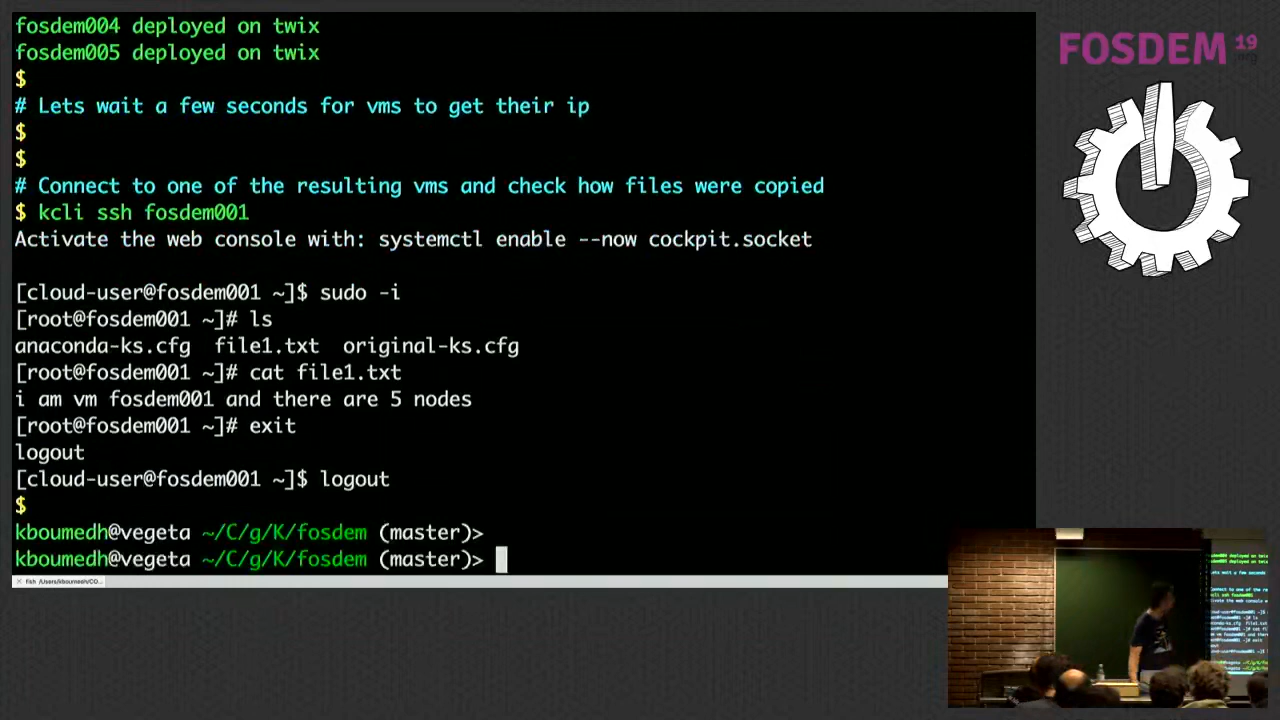 fosdem004 deployed on twix
fosdem005 deployed on twix
$
# Lets wait a few seconds for vms to get their ip
$
$
# Connect to one of the resulting vms and check how files were copied
$ kcli ssh fosdem001
Activate the web console with: systemctl enable --now cockpit.socket
[cloud-user@fosdem001 ~]$ sudo -i
[root@fosdem001 ~]# ls
anaconda-ks.cfg  file1.txt  original-ks.cfg
[root@fosdem001 ~]# cat file1.txt
i am vm fosdem001 and there are 5 nodes
[root@fosdem001 ~]# exit
logout
[cloud-user@fosdem001 ~]$ logout
$
kboumedh@vegeta ~/C/g/K/fosdem (master)>
kboumedh@vegeta ~/C/g/K/fosdem (master)>
FOSDEM 19
.org